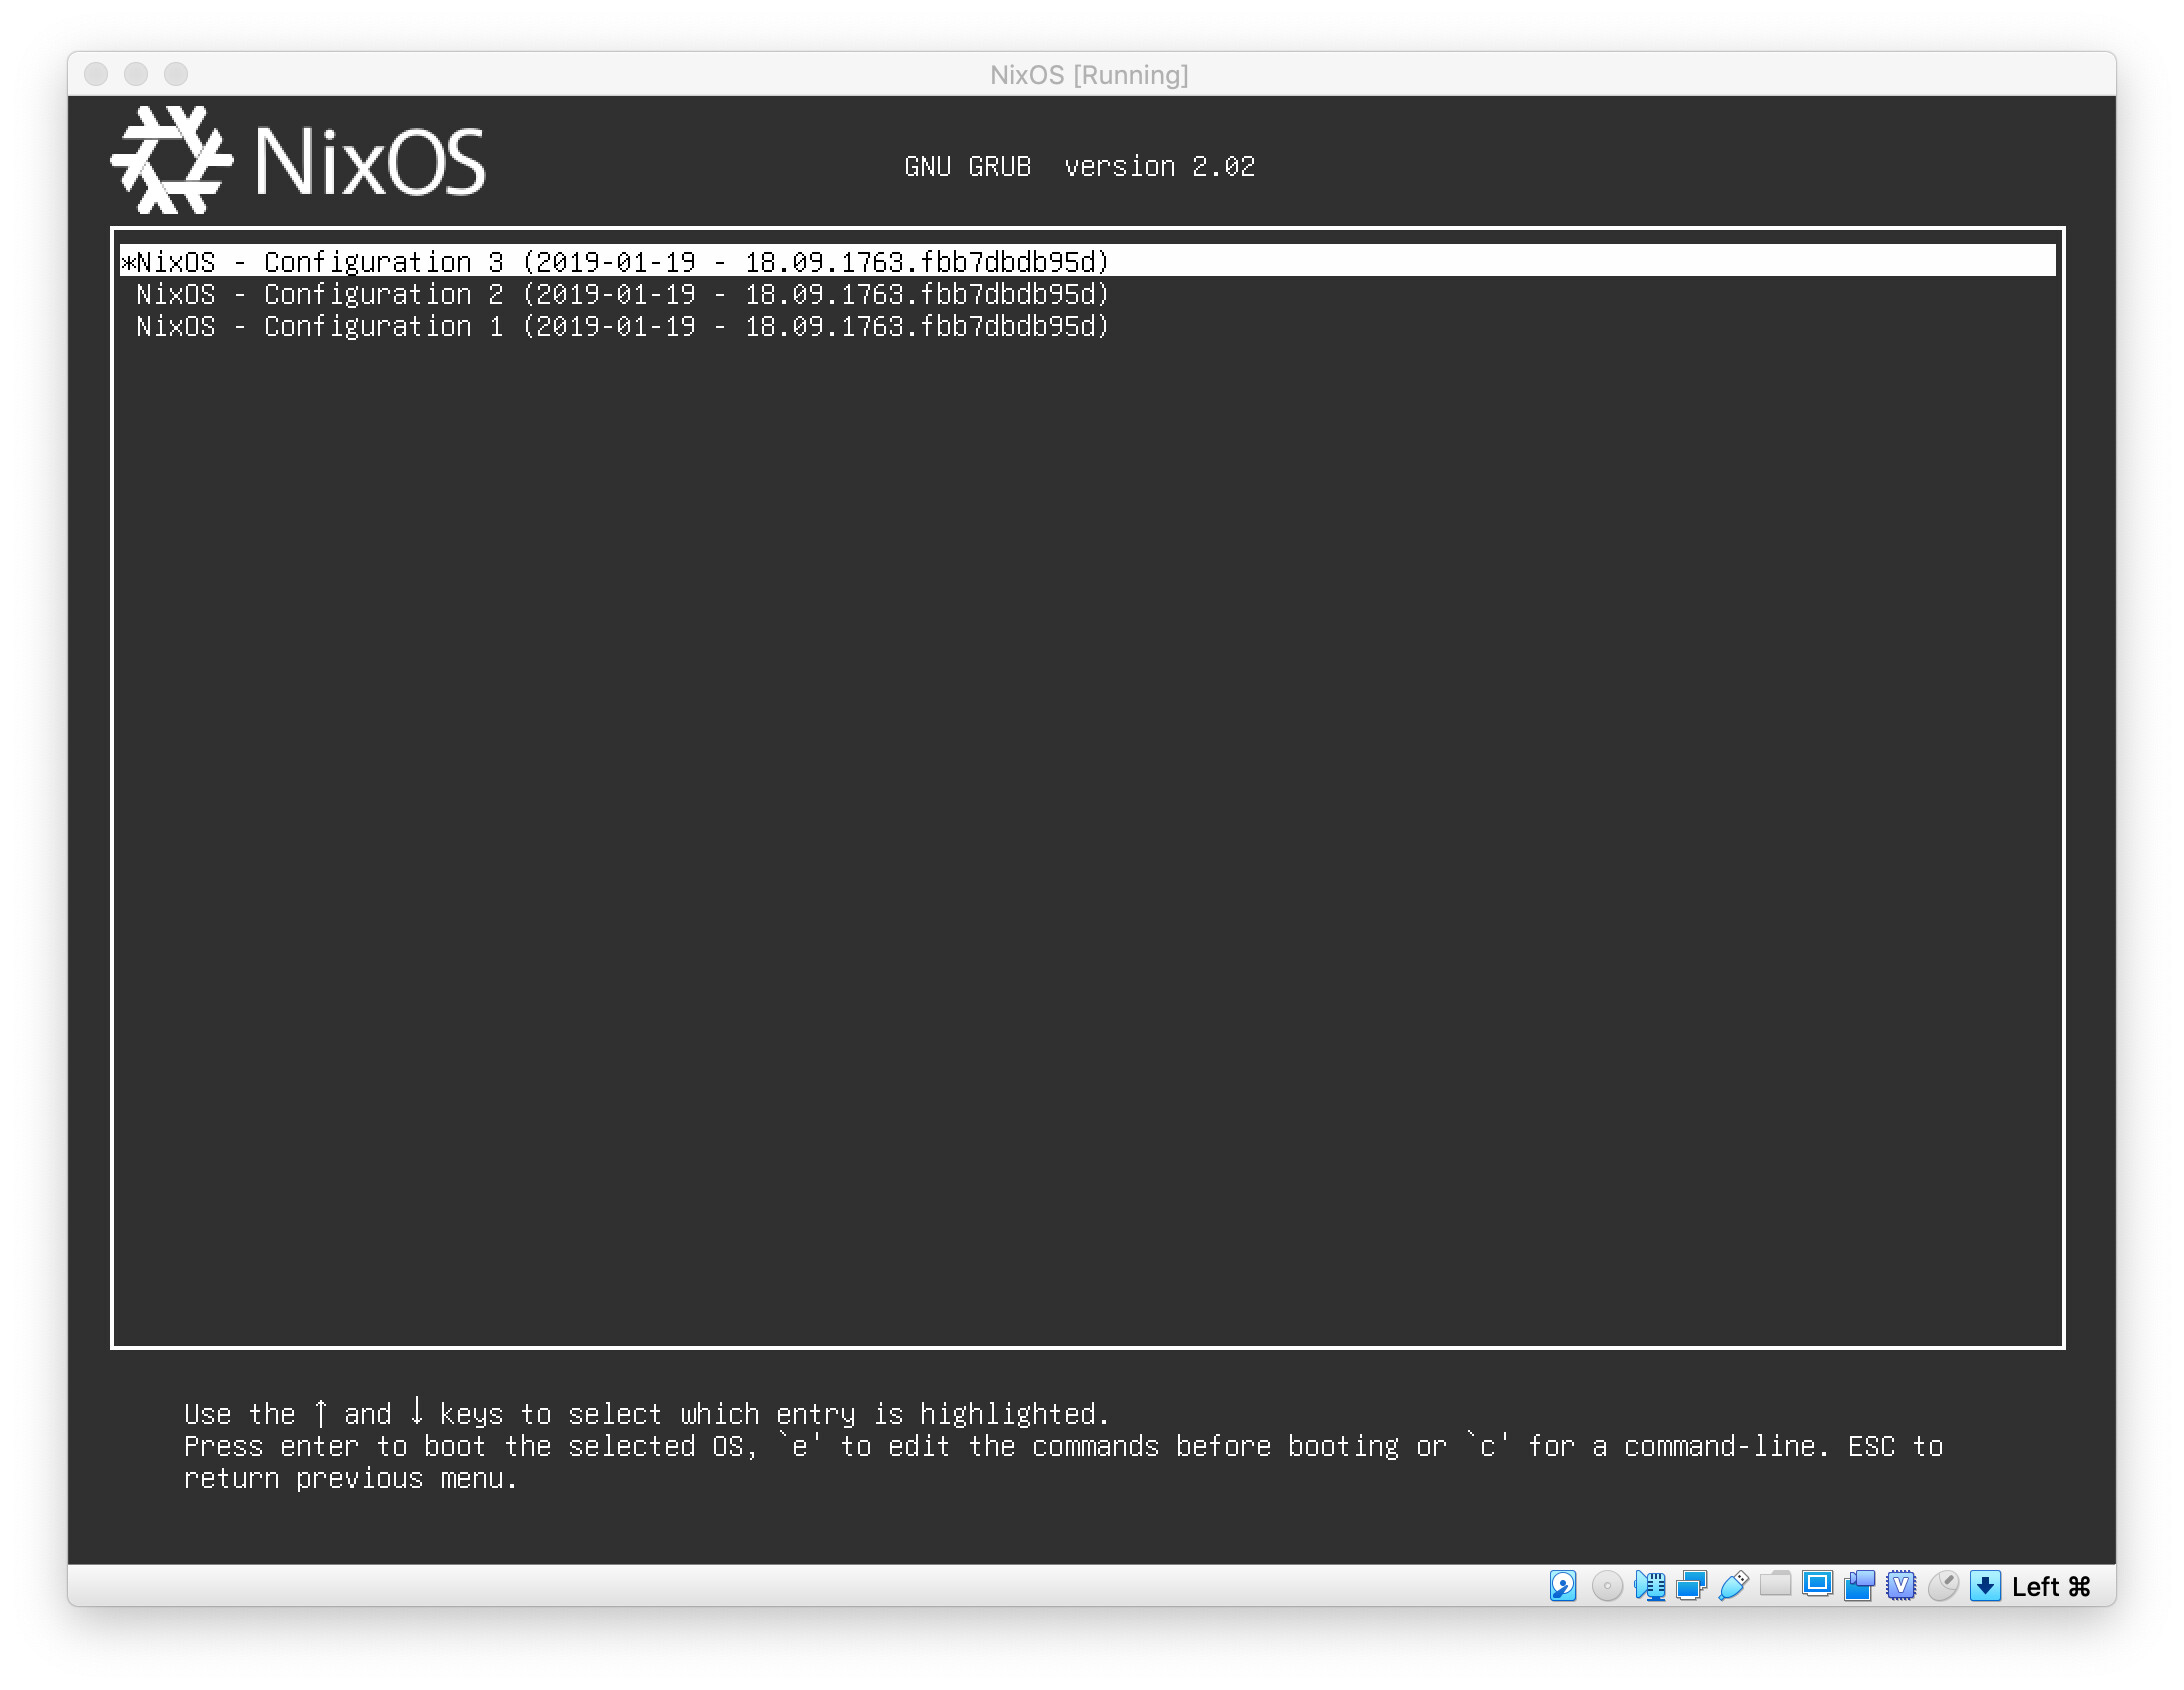 NixOS [Running]
NixOS
GNU GRUB  version 2.02
*NixOS - Configuration 3 (2019-01-19 - 18.09.1763.fbb7dbdb95d)
NixOS - Configuration 2 (2019-01-19 - 18.09.1763.fbb7dbdb95d)
NixOS - Configuration 1 (2019-01-19 - 18.09.1763.fbb7dbdb95d)
Use the ↑ and ↓ keys to select which entry is highlighted.
Press enter to boot the selected OS, `e' to edit the commands before booting or `c' for a command-line. ESC to
return previous menu.
Left ⌘